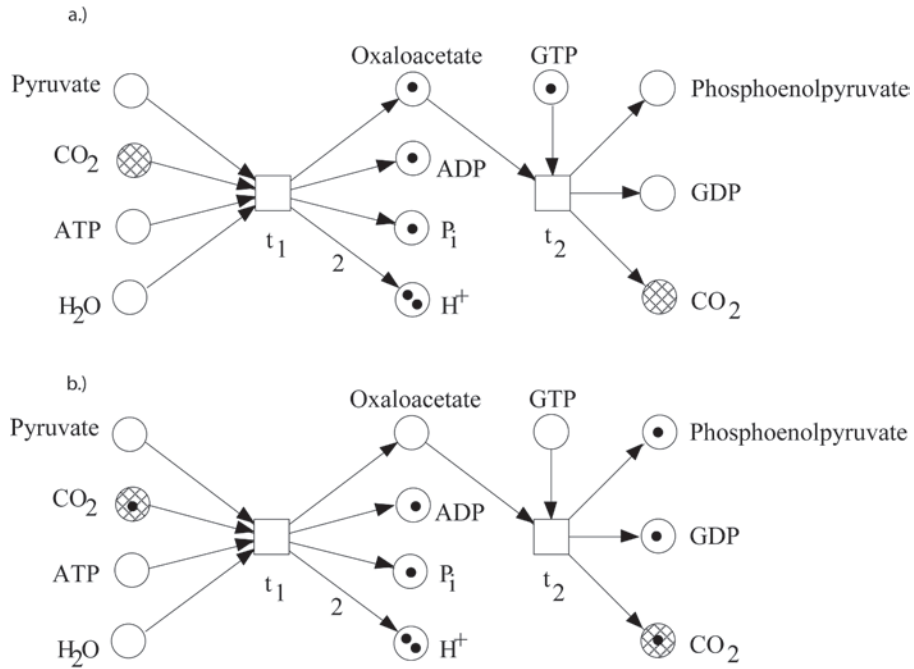 a.)
Oxaloacetate
GTP
Pyruvate
Phosphoenolpyruvate
CO2
ADP
GDP
ATP
Pi
t1
2
t2
H2O
H+
CO2
b.)
Oxaloacetate
GTP
Pyruvate
Phosphoenolpyruvate
CO2
ADP
GDP
ATP
Pi
t1
2
t2
H2O
H+
CO2